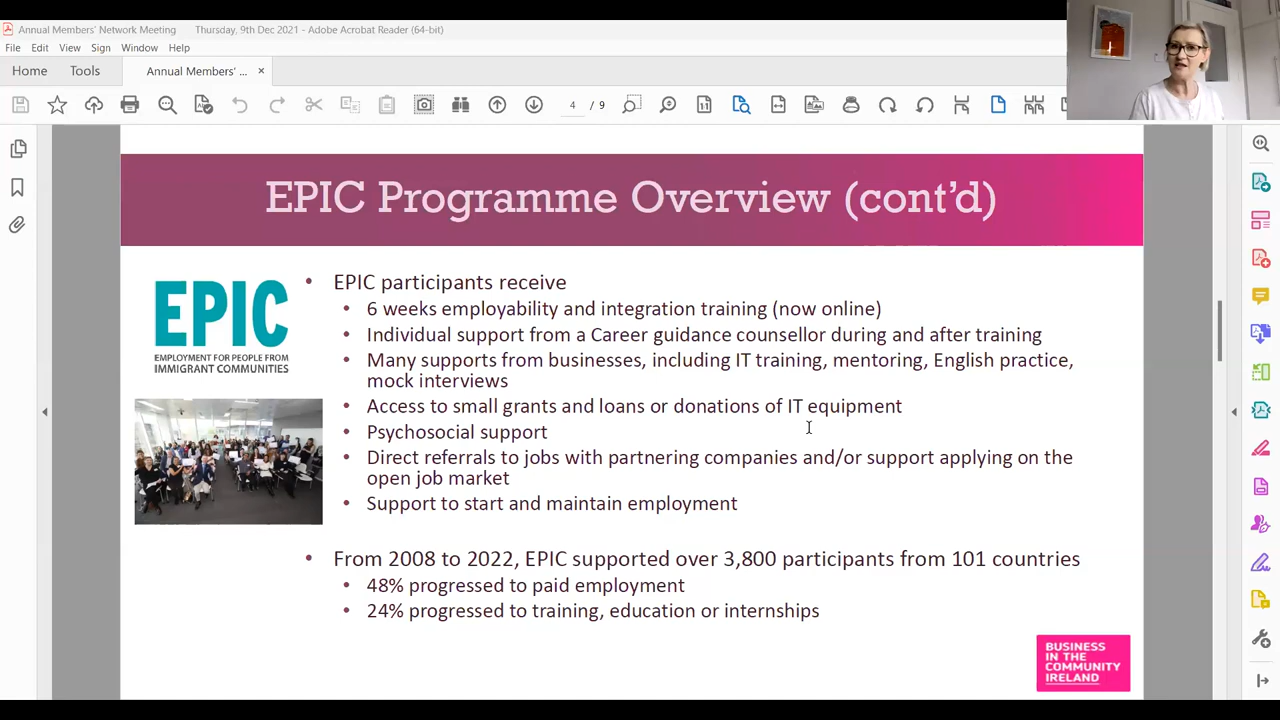 Annual Members' Network Meeting Thursday, 9th Dec 2021 - Adobe Acrobat Reader (64-bit)
File Edit View Sign Window Help
Home Tools Annual Members' ... ×
4 / 9
EPIC Programme Overview (cont’d)
EPIC
EMPLOYMENT FOR PEOPLE FROM
IMMIGRANT COMMUNITIES
• EPIC participants receive
• 6 weeks employability and integration training (now online)
• Individual support from a Career guidance counsellor during and after training
• Many supports from businesses, including IT training, mentoring, English practice,
mock interviews
• Access to small grants and loans or donations of IT equipment
• Psychosocial support
• Direct referrals to jobs with partnering companies and/or support applying on the
open job market
• Support to start and maintain employment
• From 2008 to 2022, EPIC supported over 3,800 participants from 101 countries
• 48% progressed to paid employment
• 24% progressed to training, education or internships
BUSINESS
IN THE
COMMUNITY
IRELAND